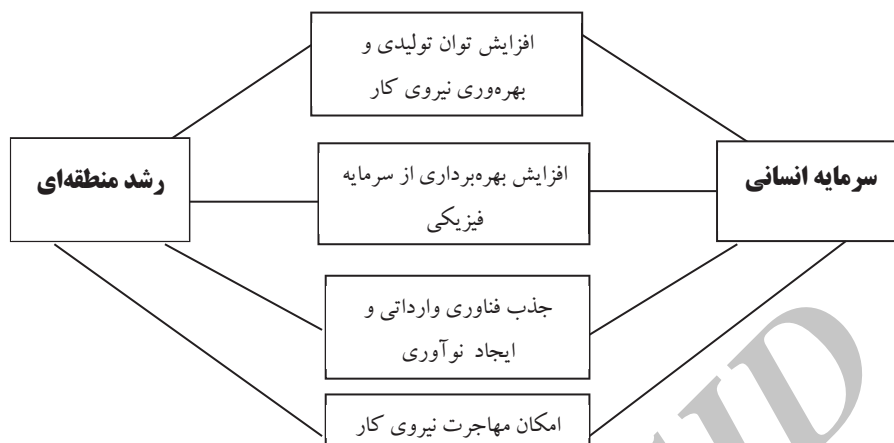 افزایش توان تولیدی و
بهره‌وری نیروی کار
سرمایه انسانی
افزایش بهره‌برداری از سرمایه
فیزیکی
رشد منطقه‌ای
جذب فناوری وارداتی و
ایجاد نوآوری
امکان مهاجرت نیروی کار